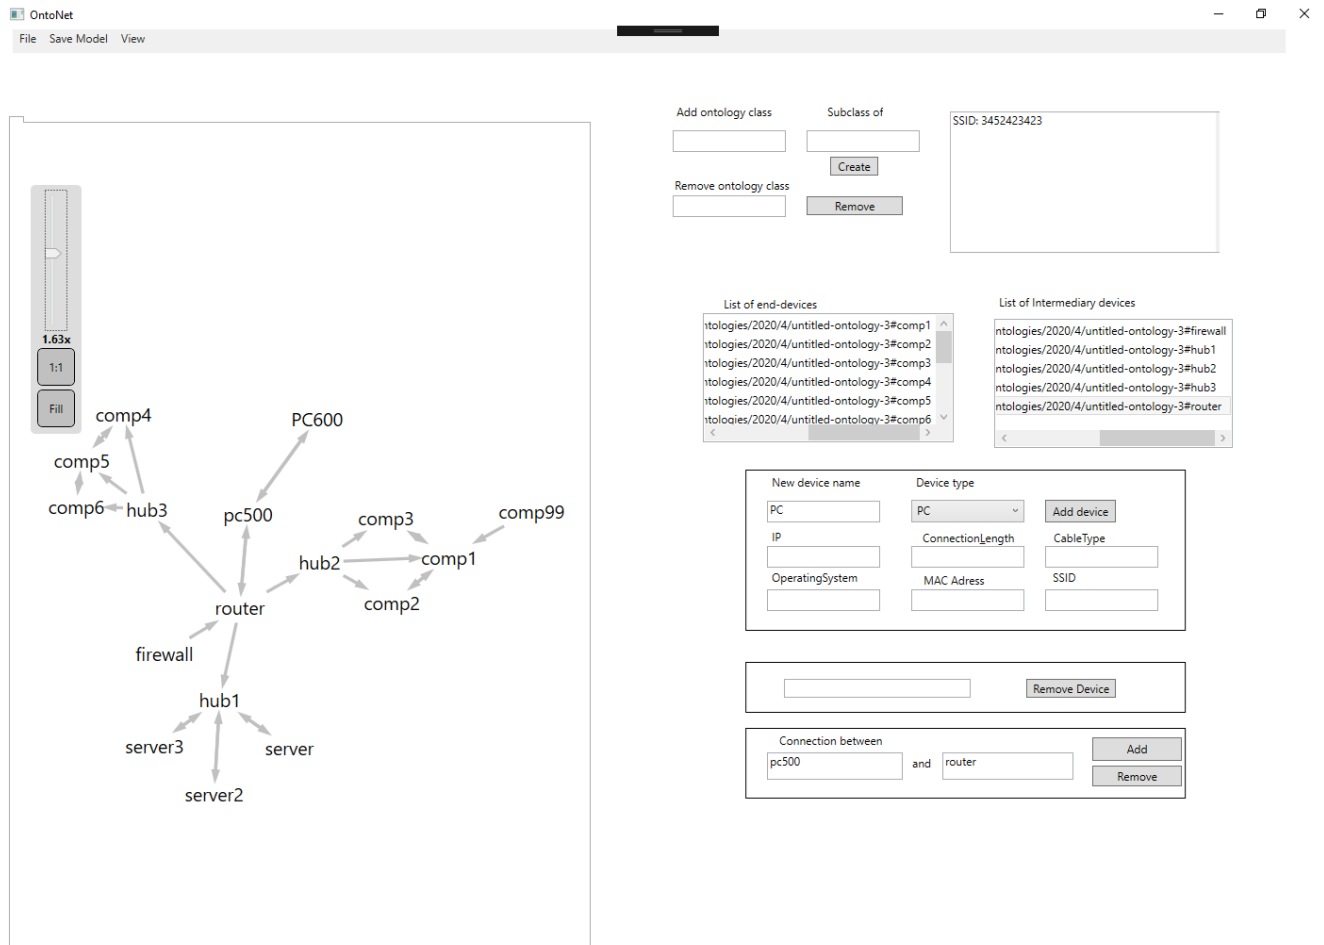 OntoNet
File Save Model View
Add ontology class
Subclass of
Create
Remove ontology class
Remove
SSID: 3452423423
List of end-devices
ntologies/2020/4/untitled-ontology-3#comp1
ntologies/2020/4/untitled-ontology-3#comp2
ntologies/2020/4/untitled-ontology-3#comp3
ntologies/2020/4/untitled-ontology-3#comp4
ntologies/2020/4/untitled-ontology-3#comp5
ntologies/2020/4/untitled-ontology-3#comp6
List of Intermediary devices
ntologies/2020/4/untitled-ontology-3#firewall
ntologies/2020/4/untitled-ontology-3#hub1
ntologies/2020/4/untitled-ontology-3#hub2
ntologies/2020/4/untitled-ontology-3#hub3
ntologies/2020/4/untitled-ontology-3#router
1.63x
1:1
Fill
comp4
PC600
comp5
comp6
hub3
pc500
comp3
comp99
hub2
comp1
comp2
router
firewall
hub1
server3
server
server2
New device name
Device type
PC
PC
Add device
IP
ConnectionLength
CableType
OperatingSystem
MAC Adress
SSID
Remove Device
Connection between
pc500
and
router
Add
Remove